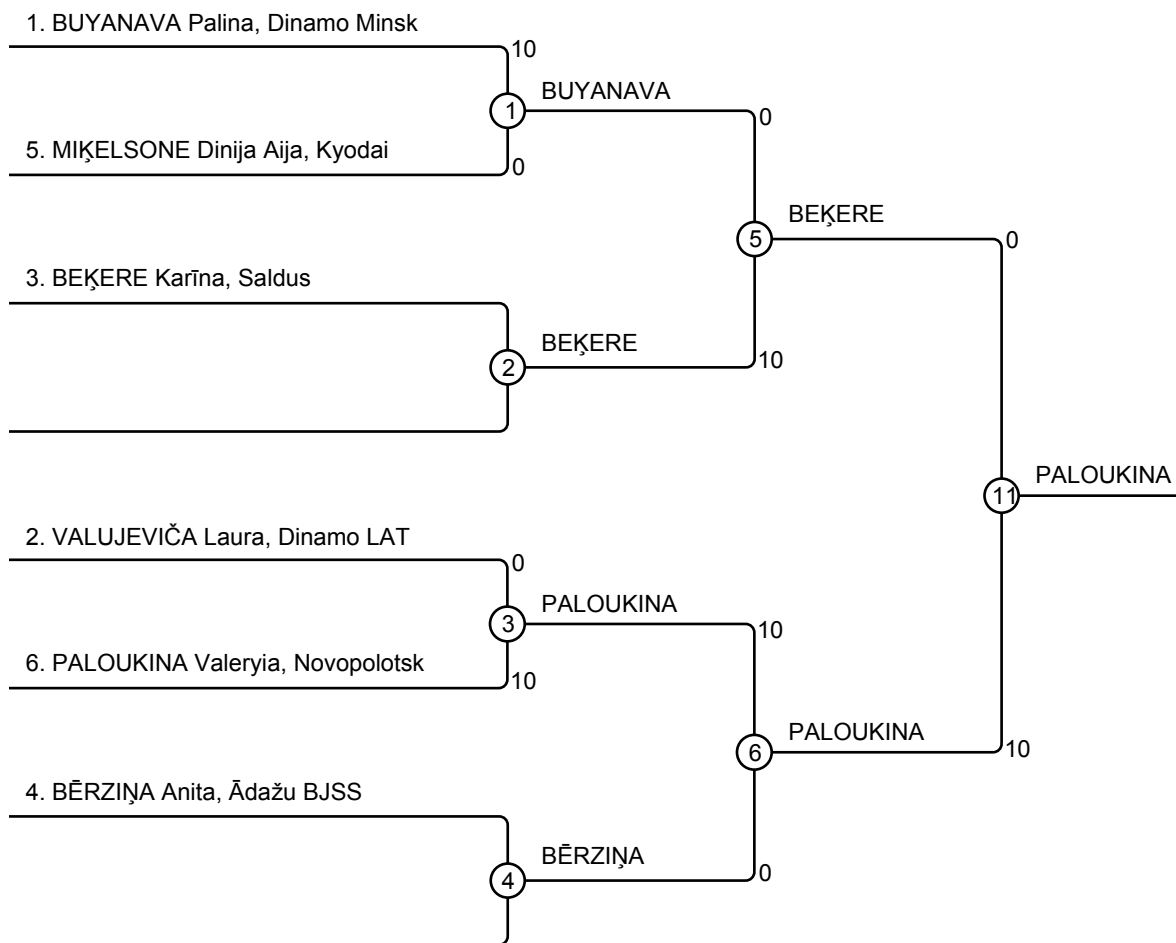 1. BUYANAVA Palina, Dinamo Minsk
10
1
BUYANAVA
0
5. MIĶELSONE Dinija Aija, Kyodai
0
5
BEĶERE
0
3. BEĶERE Karīna, Saldus
2
BEĶERE
10
11
PALOUKINA
2. VALUJEVIČA Laura, Dinamo LAT
0
3
PALOUKINA
10
6. PALOUKINA Valeryia, Novopolotsk
10
6
PALOUKINA
10
4. BĒRZIŅA Anita, Ādažu BJSS
4
BĒRZIŅA
0